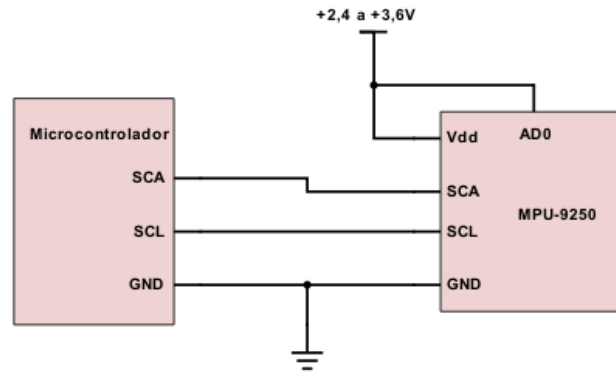 +2,4 a +3,6V
Microcontrolador
Vdd
AD0
SCA
SCA
MPU-9250
SCL
SCL
GND
GND